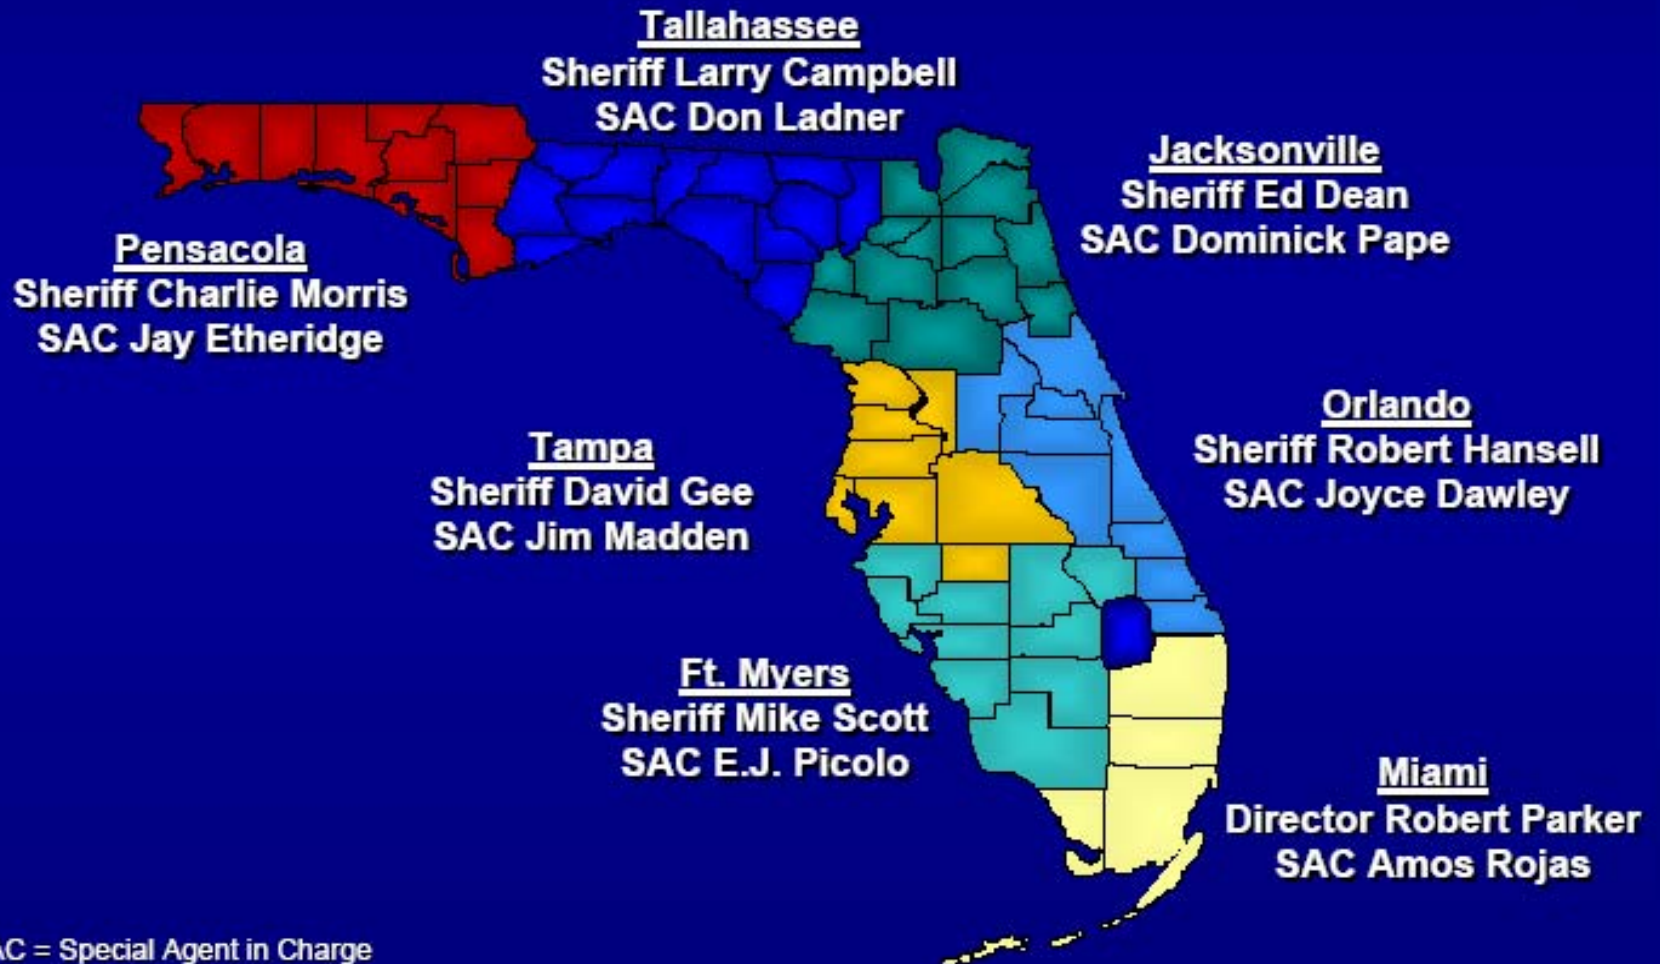 Tallahassee
Sheriff Larry Campbell
SAC Don Ladner
Jacksonville
Sheriff Ed Dean
SAC Dominick Pape
Pensacola
Sheriff Charlie Morris
SAC Jay Etheridge
Orlando
Sheriff Robert Hansell
SAC Joyce Dawley
Tampa
Sheriff David Gee
SAC Jim Madden
Ft. Myers
Sheriff Mike Scott
SAC E.J. Picolo
Miami
Director Robert Parker
SAC Amos Rojas
AC = Special Agent in Charge